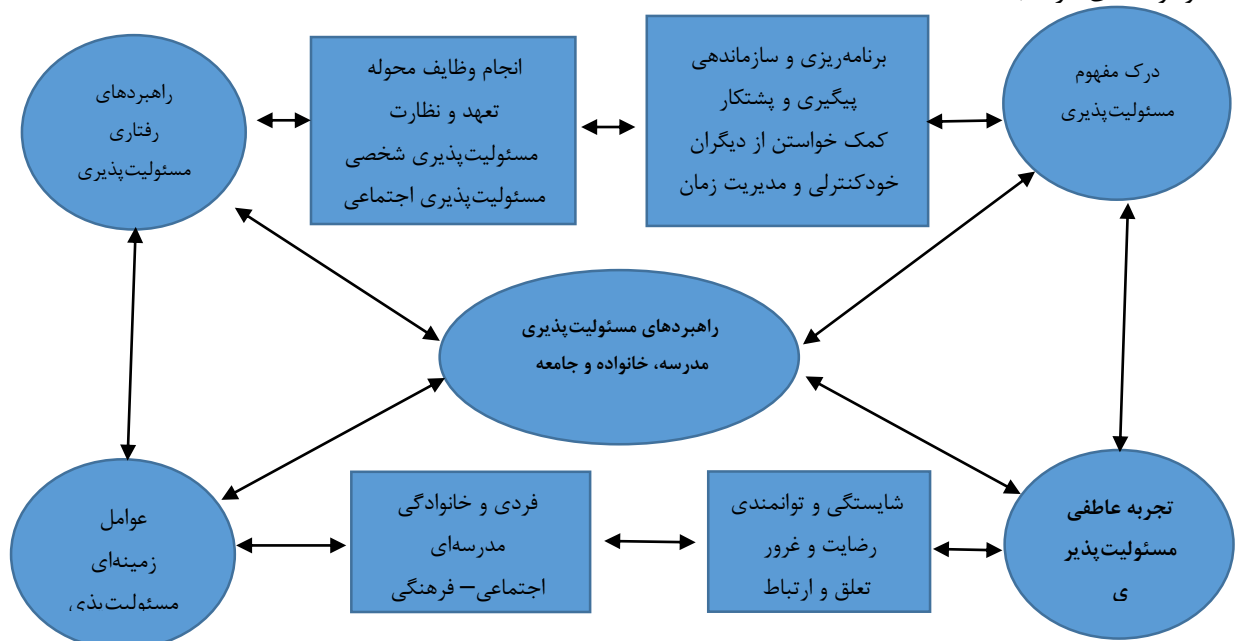 درک مفهوم
مسئولیت‌پذیری
برنامه‌ریزی و سازماندهی
پیگیری و پشتکار
کمک خواستن از دیگران
خودکنترلی و مدیریت زمان
انجام وظایف محوله
تعهد و نظارت
مسئولیت‌پذیری شخصی
مسئولیت‌پذیری اجتماعی
راهبردهای
رفتاری
مسئولیت‌پذیری
راهبردهای مسئولیت‌پذیری
مدرسه، خانواده و جامعه
تجربه عاطفی
مسئولیت‌پذیر
ی
شایستگی و توانمندی
رضایت و غرور
تعلق و ارتباط
فردی و خانوادگی
مدرسه‌ای
اجتماعی– فرهنگی
عوامل
زمینه‌ای
مسئولیت‌پذی